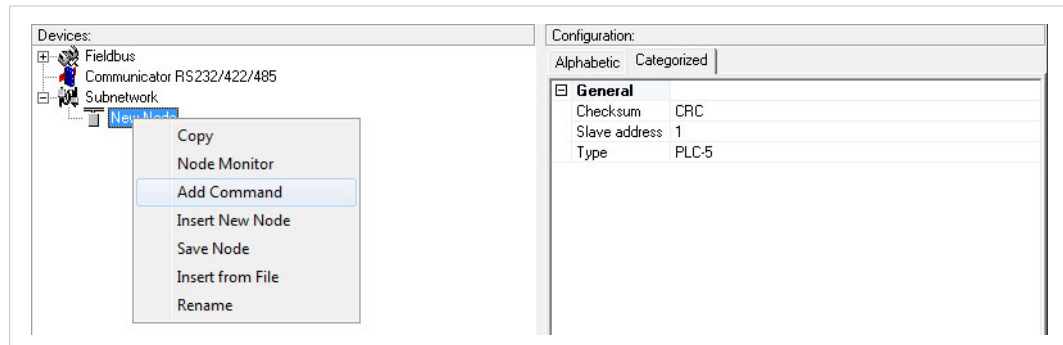 Devices:
Fieldbus
Communicator RS232/422/485
Subnetwork
New Node
Copy
Node Monitor
Add Command
Insert New Node
Save Node
Insert from File
Rename
Configuration:
Alphabetic Categorized
General
Checksum CRC
Slave address 1
Type PLC-5